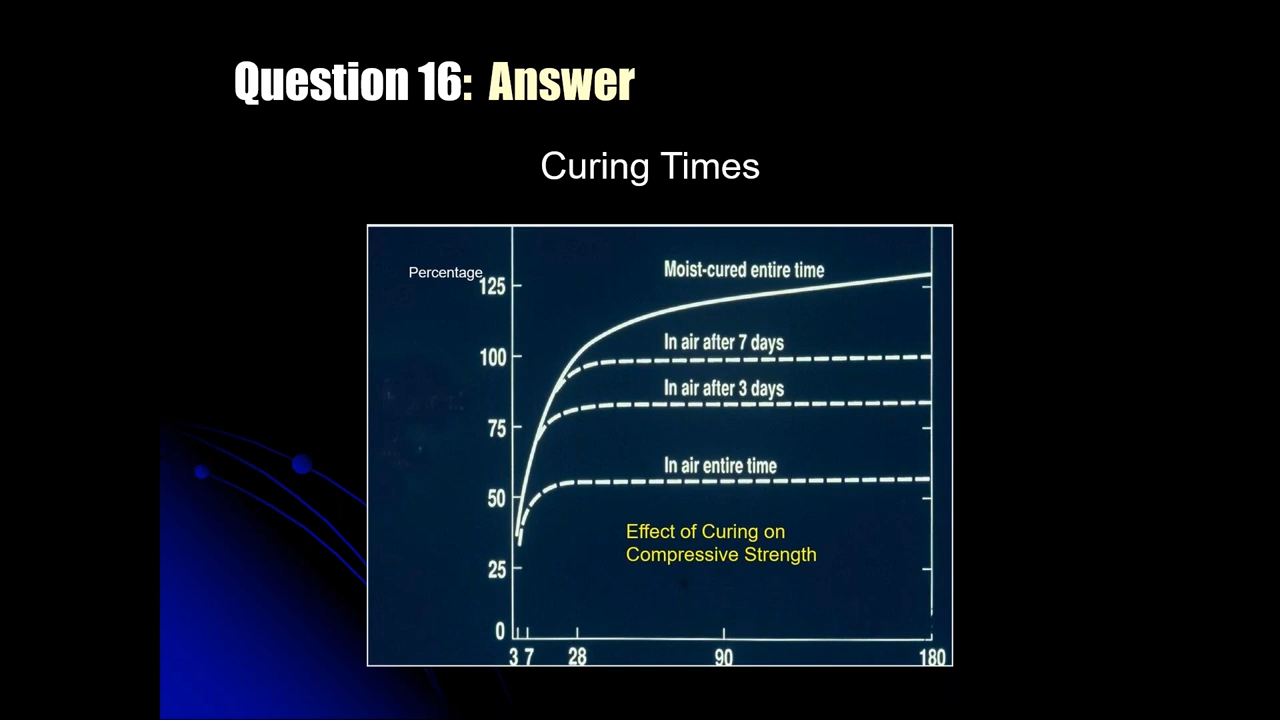 Question 16: Answer
Curing Times
Percentage
125
100
75
50
25
0
Moist-cured entire time
In air after 7 days
In air after 3 days
In air entire time
Effect of Curing on
Compressive Strength
3 7 28 90 180